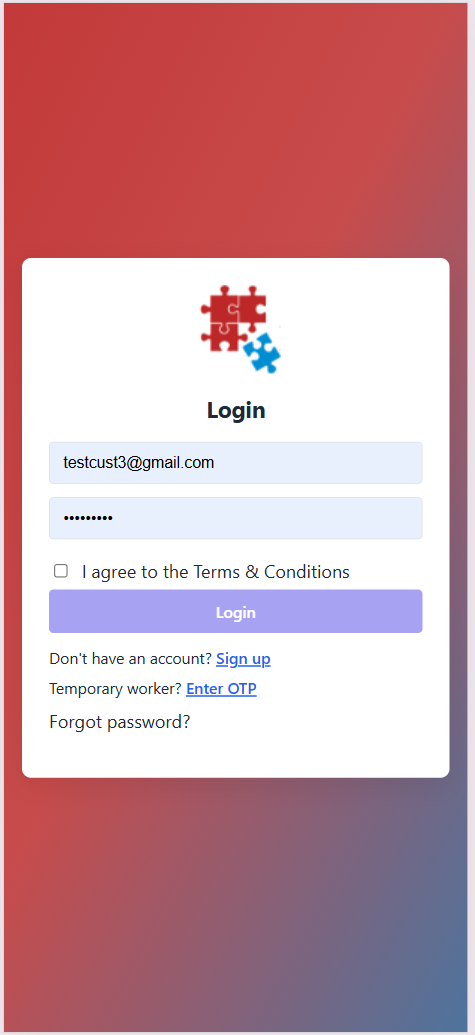 Login
testcust3@gmail.com
•••••••••
I agree to the Terms & Conditions
Login
Don't have an account? Sign up
Temporary worker? Enter OTP
Forgot password?